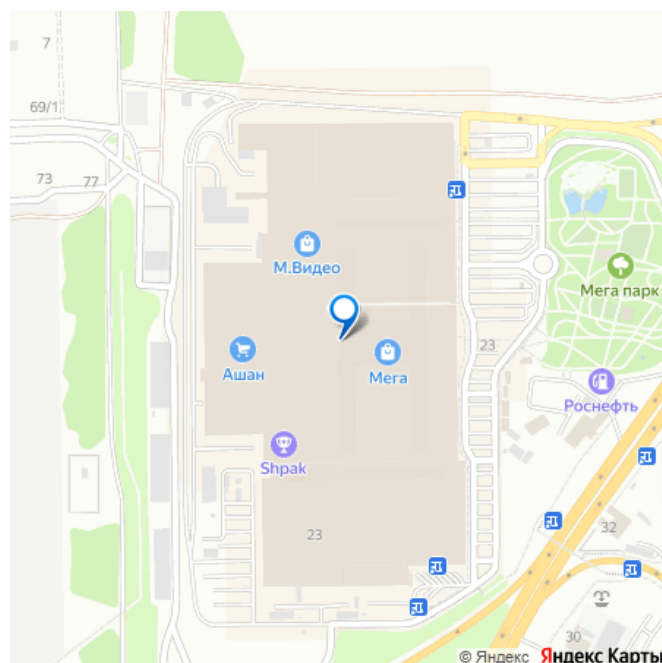 7
69/1
73
77
М.Видео
Мега парк
23
Ашан
Мега
Роснефть
Shpak
23
32
30
© Яндекс Яндекс Карты